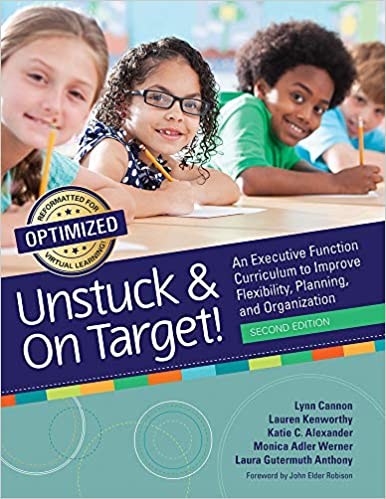 REFORMATTED FOR
OPTIMIZED
VIRTUAL LEARNING!
Unstuck &
On Target!
An Executive Function
Curriculum to Improve
Flexibility, Planning,
and Organization
SECOND EDITION
Lynn Cannon
Lauren Kenworthy
Katie C. Alexander
Monica Adler Werner
Laura Gutermuth Anthony
Foreword by John Elder Robison